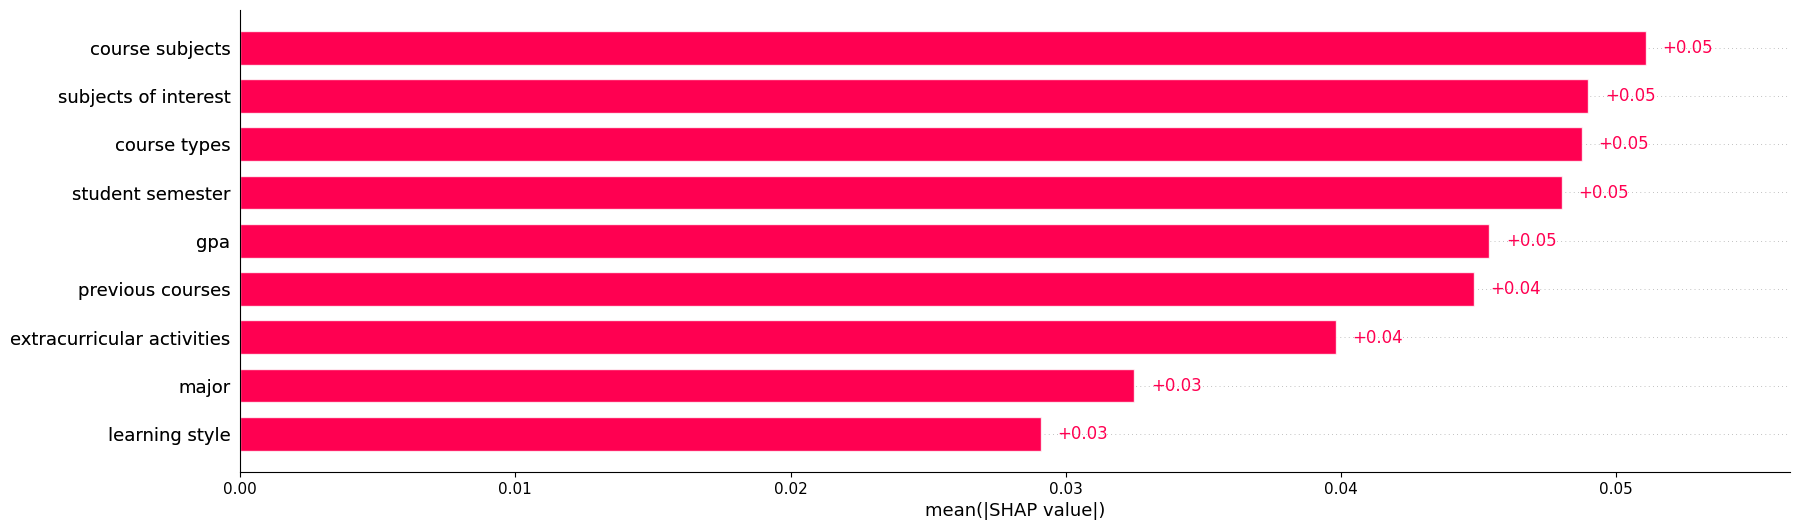 course subjects +0.05
subjects of interest +0.05
course types +0.05
student semester +0.05
gpa +0.05
previous courses +0.04
extracurricular activities +0.04
major +0.03
learning style +0.03
0.00 0.01 0.02 0.03 0.04 0.05
mean(|SHAP value|)